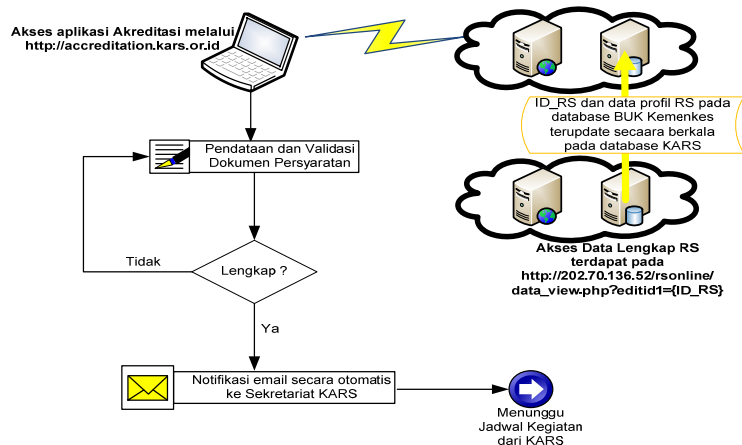 Akses aplikasi Akreditasi melalui
http://accreditation.kars.or.id
ID_RS dan data profil RS pada
database BUK Kemenkes
terupdate secaara berkala
pada database KARS
Pendataan dan Validasi
Dokumen Persyaratan
Akses Data Lengkap RS
terdapat pada
http://202.70.136.52/rsonline/
data_view.php?editid1={ID_RS}
Lengkap ?
Tidak
Ya
Notifikasi email secara otomatis
ke Sekretariat KARS
Menunggu
Jadwal Kegiatan
dari KARS